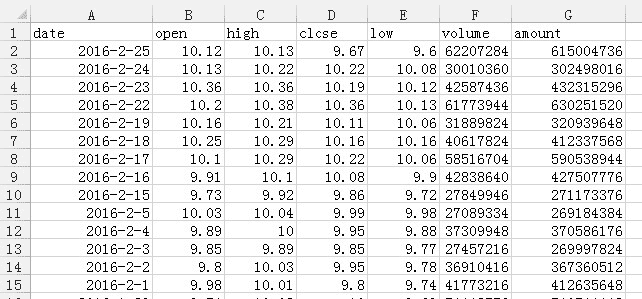 A B C D E F G
1 date open high close low volume amount
2 2016-2-25 10.12 10.13 9.67 9.6 62207284 615004736
3 2016-2-24 10.13 10.22 10.22 10.08 30010360 302498016
4 2016-2-23 10.36 10.36 10.19 10.12 42587436 432315296
5 2016-2-22 10.2 10.38 10.36 10.13 61773944 630251520
6 2016-2-19 10.16 10.21 10.11 10.06 31889824 320939648
7 2016-2-18 10.25 10.29 10.16 10.16 40617824 412337568
8 2016-2-17 10.1 10.29 10.22 10.06 58516704 590538944
9 2016-2-16 9.91 10.1 10.08 9.9 42838640 427507776
10 2016-2-15 9.73 9.92 9.86 9.72 27849946 271173376
11 2016-2-5 10.03 10.04 9.99 9.98 27089334 269184384
12 2016-2-4 9.89 10 9.95 9.88 37309948 370586176
13 2016-2-3 9.85 9.89 9.85 9.77 27457216 269997824
14 2016-2-2 9.8 10.03 9.95 9.78 36910416 367360512
15 2016-2-1 9.98 10.01 9.8 9.74 41773216 412635648